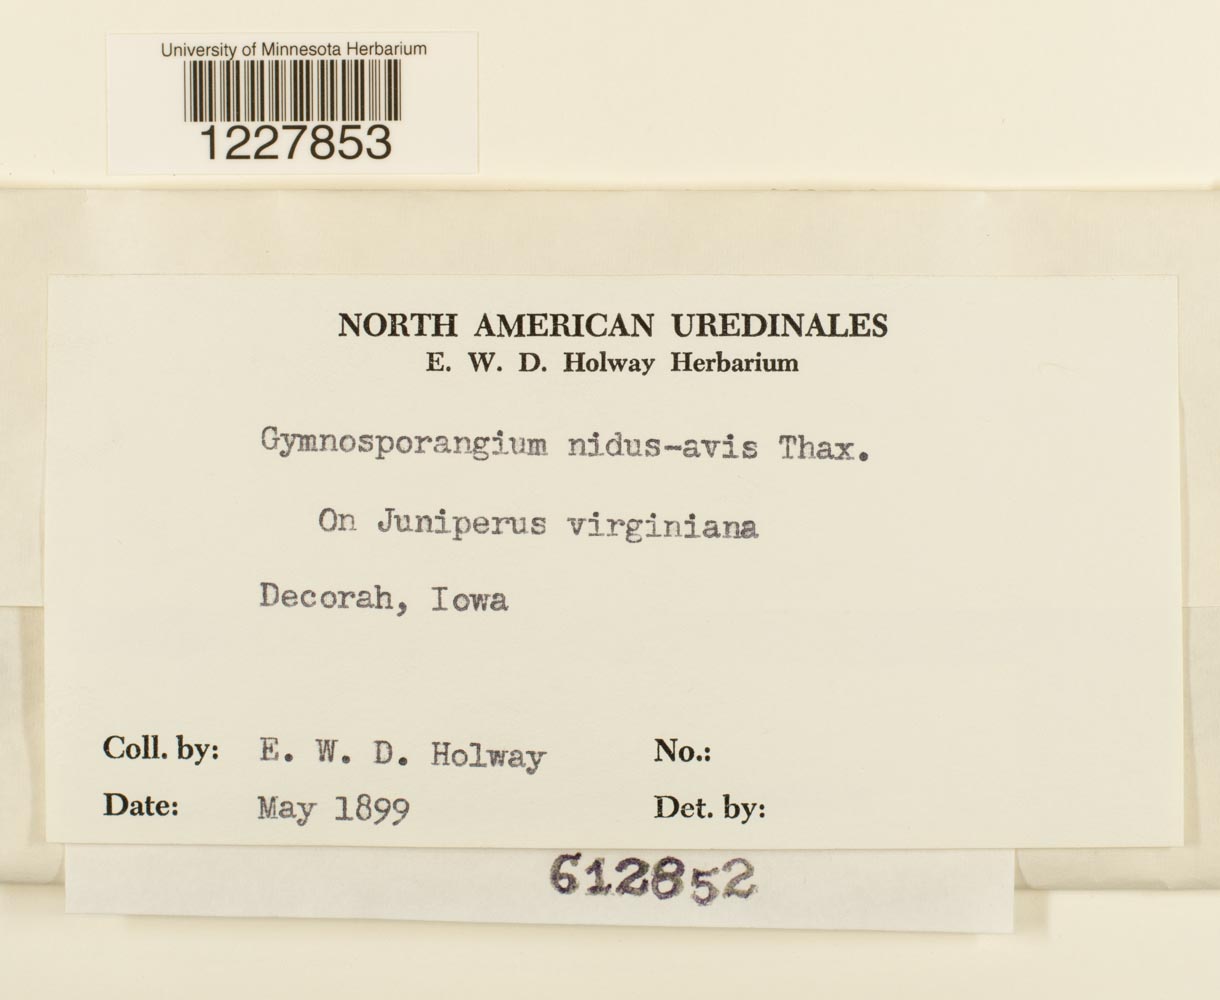 University of Minnesota Herbarium
1227853
NORTH AMERICAN UREDINALES
E. W. D. Holway Herbarium
Gymnosporangium nidus-avis Thax.
On Juniperus virginiana
Decorah, Iowa
Coll. by: E. W. D. Holway No.:
Date: May 1899 Det. by:
612852